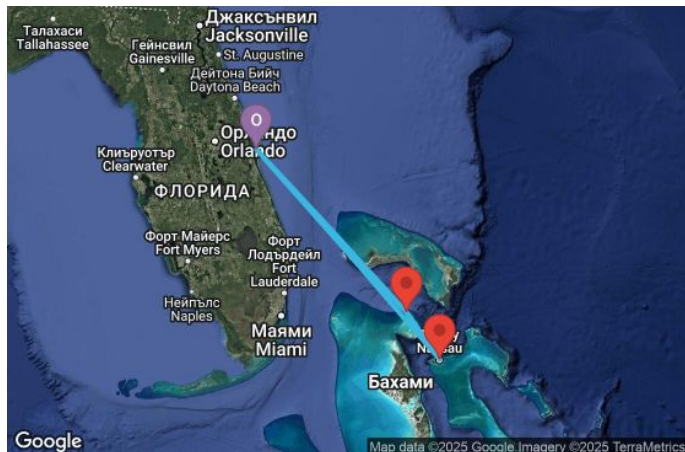 Талахаси
Tallahassee
Джаксънвил
Jacksonville
St. Augustine
Гейнсвил
Gainesville
Дейтона Бийч
Daytona Beach
O
Орландо
Orlando
Клиъруотър
Clearwater
ФЛОРИДА
Форт Майерс
Fort Myers
Форт
Лодърдейл
Fort
Lauderdale
Нейпълс
Naples
Маями
Miami
Nassau
Бахами
Google
Map data ©2025 Google Imagery ©2025 TerraMetrics